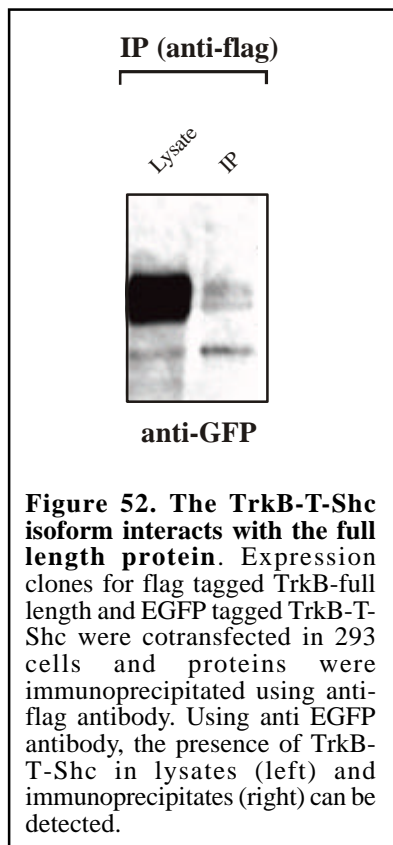 IP (anti-flag)
Lysate
IP
anti-GFP
Figure 52. The TrkB-T-Shc
isoform interacts with the full
length protein. Expression
clones for flag tagged TrkB-full
length and EGFP tagged TrkB-T-
Shc were cotransfected in 293
cells and proteins were
immunoprecipitated using anti-
flag antibody. Using anti EGFP
antibody, the presence of TrkB-
T-Shc in lysates (left) and
immunoprecipitates (right) can be
detected.